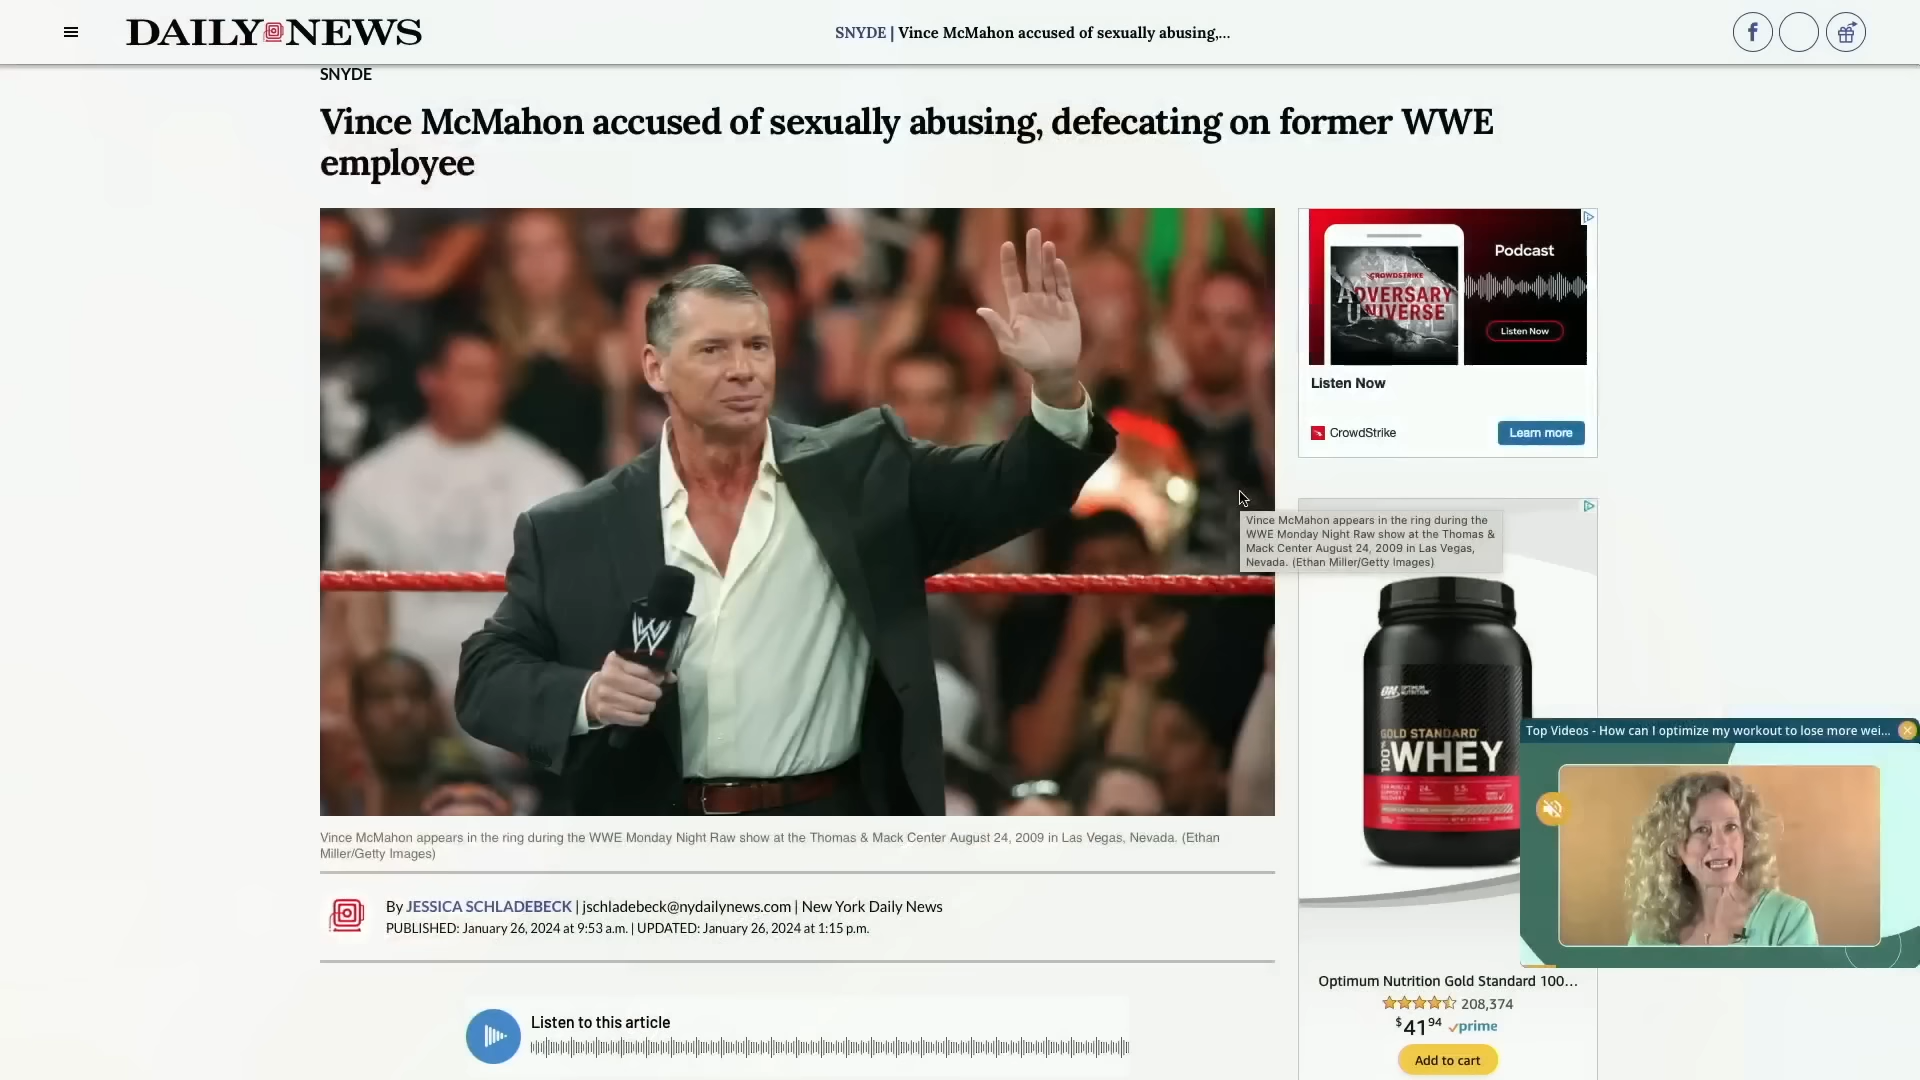 DAILY NEWS
SNYDE | Vince McMahon accused of sexually abusing,...
SNYDE
Vince McMahon accused of sexually abusing, defecating on former WWE
employee
Podcast
CROWDSTRIKE
ADVERSARY
UNIVERSE
Listen Now
Listen Now
CrowdStrike
Learn more
Vince McMahon appears in the ring during the
WWE Monday Night Raw show at the Thomas &
Mack Center August 24, 2009 in Las Vegas,
Nevada. (Ethan Miller/Getty Images)
ON OPTIMUM
NUTRITION
GOLD STANDARD
100% WHEY
Top Videos - How can I optimize my workout to lose more wei...
Vince McMahon appears in the ring during the WWE Monday Night Raw show at the Thomas & Mack Center August 24, 2009 in Las Vegas, Nevada. (Ethan
Miller/Getty Images)
By JESSICA SCHLADEBECK | jschladebeck@nydailynews.com | New York Daily News
PUBLISHED: January 26, 2024 at 9:53 a.m. | UPDATED: January 26, 2024 at 1:15 p.m.
Optimum Nutrition Gold Standard 100...
208,374
$41.94 prime
Add to cart
Listen to this article